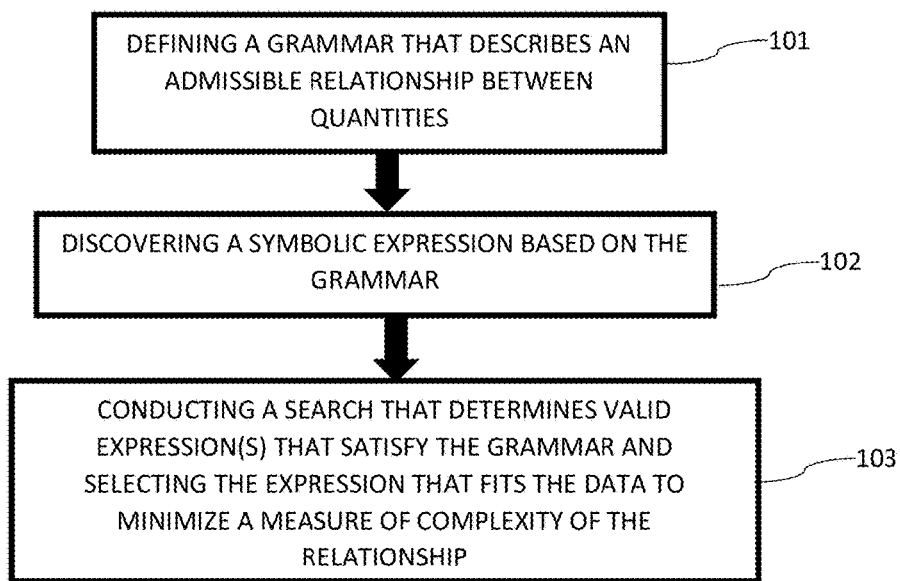 DEFINING A GRAMMAR THAT DESCRIBES AN
ADMISSIBLE RELATIONSHIP BETWEEN
QUANTITIES
101
DISCOVERING A SYMBOLIC EXPRESSION BASED ON THE
GRAMMAR
102
CONDUCTING A SEARCH THAT DETERMINES VALID
EXPRESSION(S) THAT SATISFY THE GRAMMAR AND
SELECTING THE EXPRESSION THAT FITS THE DATA TO
MINIMIZE A MEASURE OF COMPLEXITY OF THE
RELATIONSHIP
103